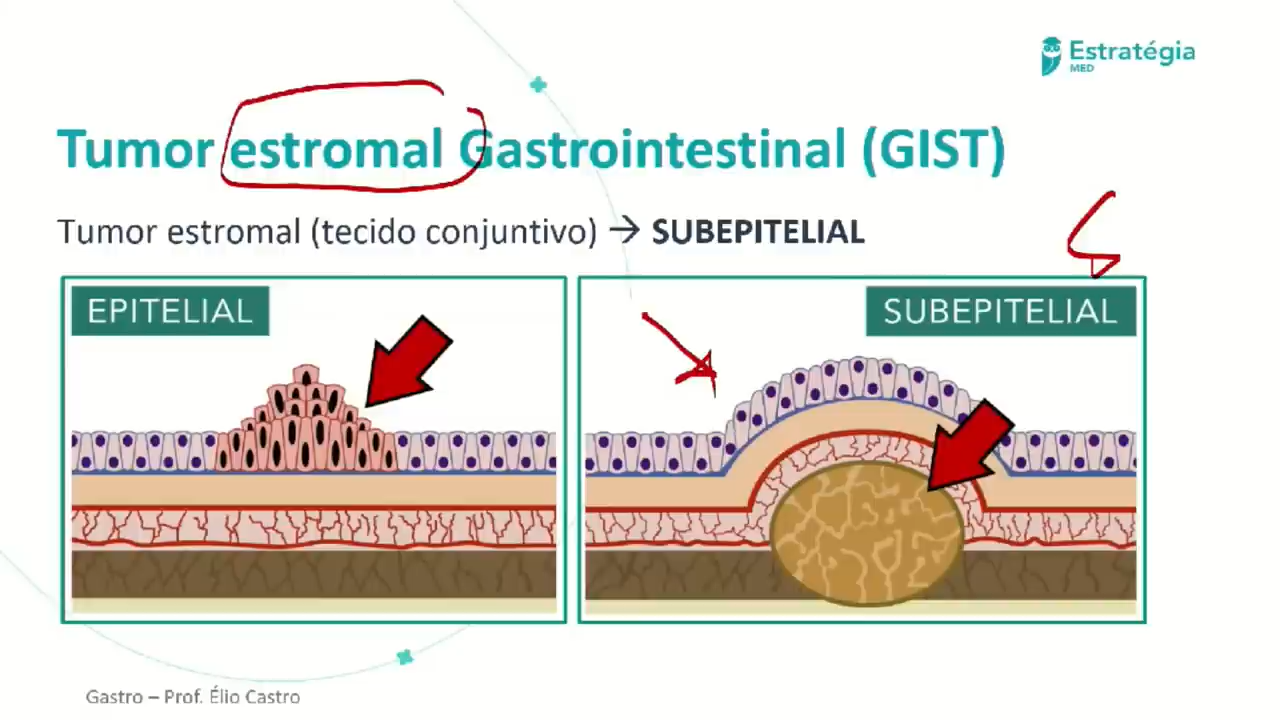 Estratégia
MED
Tumor estromal Gastrointestinal (GIST)
Tumor estromal (tecido conjuntivo) → SUBEPITELIAL
EPITELIAL
SUBEPITELIAL
Gastro – Prof. Élio Castro